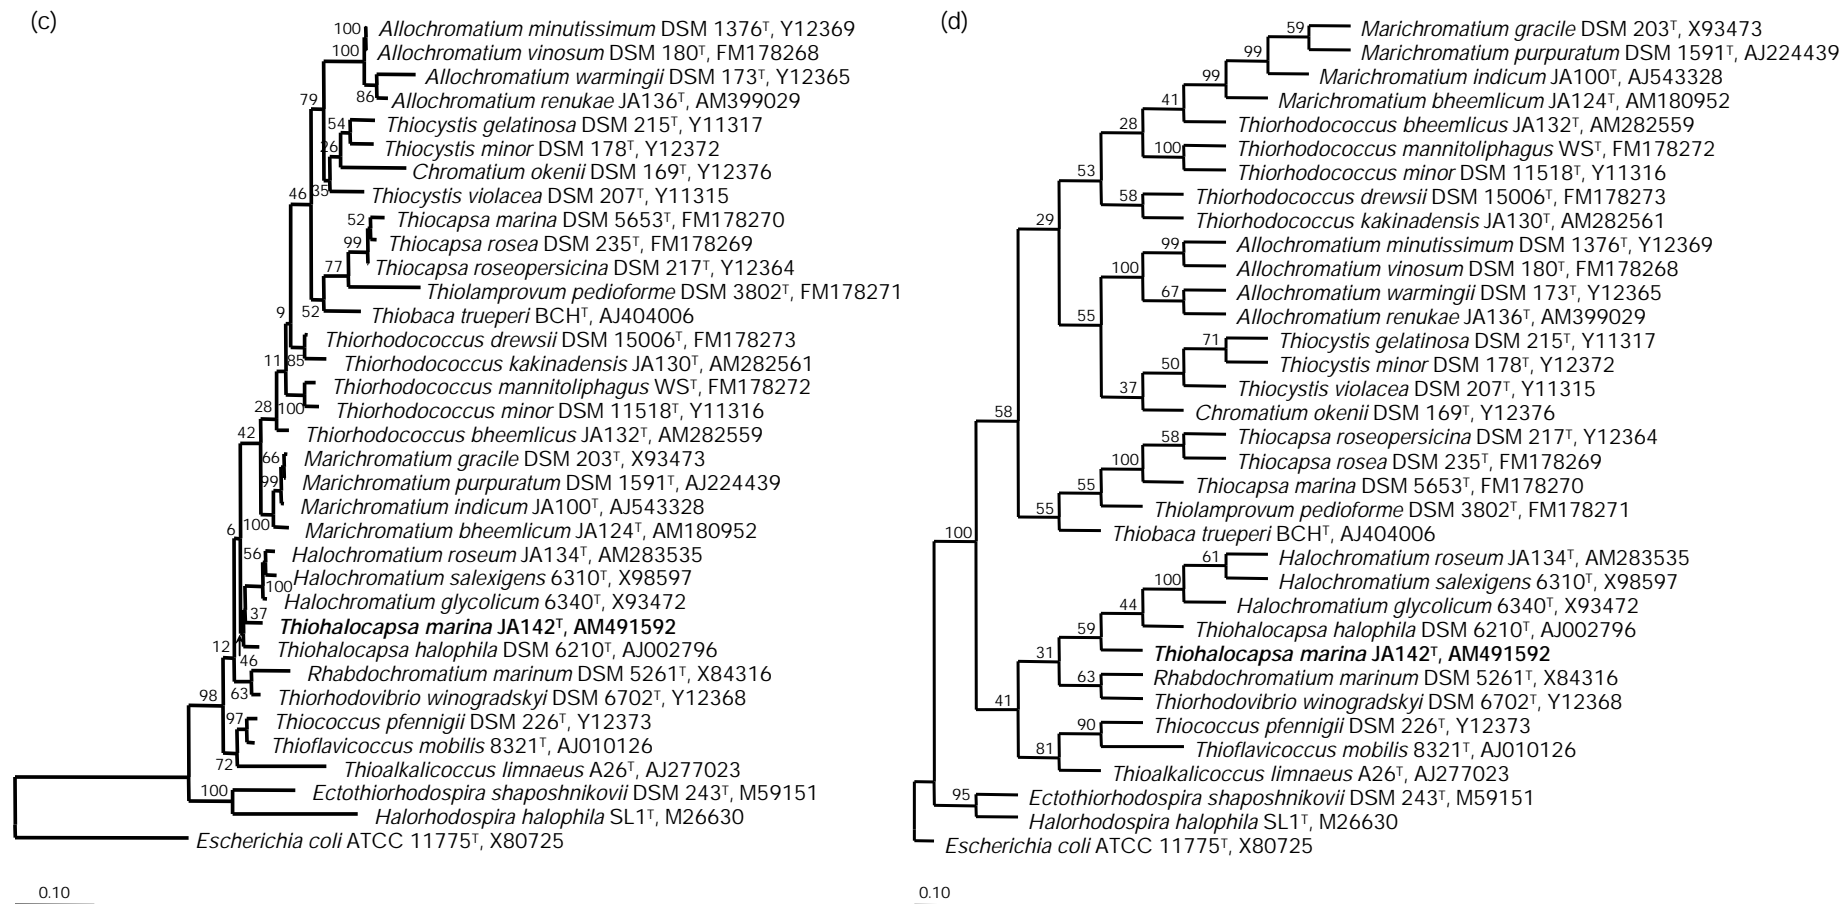 (c)
100
Allochromatium minutissimum DSM 1376ᵀ, Y12369
100
Allochromatium vinosum DSM 180ᵀ, FM178268
Allochromatium warmingii DSM 173ᵀ, Y12365
86
Allochromatium renukae JA136ᵀ, AM399029
79
54
Thiocystis gelatinosa DSM 215ᵀ, Y11317
26
Thiocystis minor DSM 178ᵀ, Y12372
Chromatium okenii DSM 169ᵀ, Y12376
35
Thiocystis violacea DSM 207ᵀ, Y11315
46
52
Thiocapsa marina DSM 5653ᵀ, FM178270
99
Thiocapsa rosea DSM 235ᵀ, FM178269
77
Thiocapsa roseopersicina DSM 217ᵀ, Y12364
Thiolamprovum pedioforme DSM 3802ᵀ, FM178271
9
52
Thiobaca trueperi BCHᵀ, AJ404006
Thiorhodococcus drewsii DSM 15006ᵀ, FM178273
11
85
Thiorhodococcus kakinadensis JA130ᵀ, AM282561
Thiorhodococcus mannitoliphagus WSᵀ, FM178272
28
100
Thiorhodococcus minor DSM 11518ᵀ, Y11316
42
Thiorhodococcus bheemlicus JA132ᵀ, AM282559
66
Marichromatium gracile DSM 203ᵀ, X93473
99
Marichromatium purpuratum DSM 1591ᵀ, AJ224439
Marichromatium indicum JA100ᵀ, AJ543328
6
100
Marichromatium bheemlicum JA124ᵀ, AM180952
56
Halochromatium roseum JA134ᵀ, AM283535
Halochromatium salexigens 6310ᵀ, X98597
100
Halochromatium glycolicum 6340ᵀ, X93472
37
Thiohalocapsa marina JA142ᵀ, AM491592
12
Thiohalocapsa halophila DSM 6210ᵀ, AJ002796
46
Rhabdochromatium marinum DSM 5261ᵀ, X84316
98
63
Thiorhodovibrio winogradskyi DSM 6702ᵀ, Y12368
97
Thiococcus pfennigii DSM 226ᵀ, Y12373
Thioflavicoccus mobilis 8321ᵀ, AJ010126
72
Thioalkalicoccus limnaeus A26ᵀ, AJ277023
100
Ectothiorhodospira shaposhnikovii DSM 243ᵀ, M59151
Halorhodospira halophila SL1ᵀ, M26630
Escherichia coli ATCC 11775ᵀ, X80725
0.10
(d)
59
Marichromatium gracile DSM 203ᵀ, X93473
99
Marichromatium purpuratum DSM 1591ᵀ, AJ224439
99
Marichromatium indicum JA100ᵀ, AJ543328
41
Marichromatium bheemlicum JA124ᵀ, AM180952
28
Thiorhodococcus bheemlicus JA132ᵀ, AM282559
100
Thiorhodococcus mannitoliphagus WSᵀ, FM178272
53
Thiorhodococcus minor DSM 11518ᵀ, Y11316
58
Thiorhodococcus drewsii DSM 15006ᵀ, FM178273
29
Thiorhodococcus kakinadensis JA130ᵀ, AM282561
99
Allochromatium minutissimum DSM 1376ᵀ, Y12369
100
Allochromatium vinosum DSM 180ᵀ, FM178268
67
Allochromatium warmingii DSM 173ᵀ, Y12365
55
Allochromatium renukae JA136ᵀ, AM399029
71
Thiocystis gelatinosa DSM 215ᵀ, Y11317
50
Thiocystis minor DSM 178ᵀ, Y12372
37
Thiocystis violacea DSM 207ᵀ, Y11315
58
Chromatium okenii DSM 169ᵀ, Y12376
58
Thiocapsa roseopersicina DSM 217ᵀ, Y12364
100
Thiocapsa rosea DSM 235ᵀ, FM178269
55
Thiocapsa marina DSM 5653ᵀ, FM178270
55
Thiolamprovum pedioforme DSM 3802ᵀ, FM178271
100
Thiobaca trueperi BCHᵀ, AJ404006
61
Halochromatium roseum JA134ᵀ, AM283535
100
Halochromatium salexigens 6310ᵀ, X98597
44
Halochromatium glycolicum 6340ᵀ, X93472
59
Thiohalocapsa halophila DSM 6210ᵀ, AJ002796
31
Thiohalocapsa marina JA142ᵀ, AM491592
63
Rhabdochromatium marinum DSM 5261ᵀ, X84316
41
Thiorhodovibrio winogradskyi DSM 6702ᵀ, Y12368
90
Thiococcus pfennigii DSM 226ᵀ, Y12373
81
Thioflavicoccus mobilis 8321ᵀ, AJ010126
Thioalkalicoccus limnaeus A26ᵀ, AJ277023
95
Ectothiorhodospira shaposhnikovii DSM 243ᵀ, M59151
Halorhodospira halophila SL1ᵀ, M26630
Escherichia coli ATCC 11775ᵀ, X80725
0.10